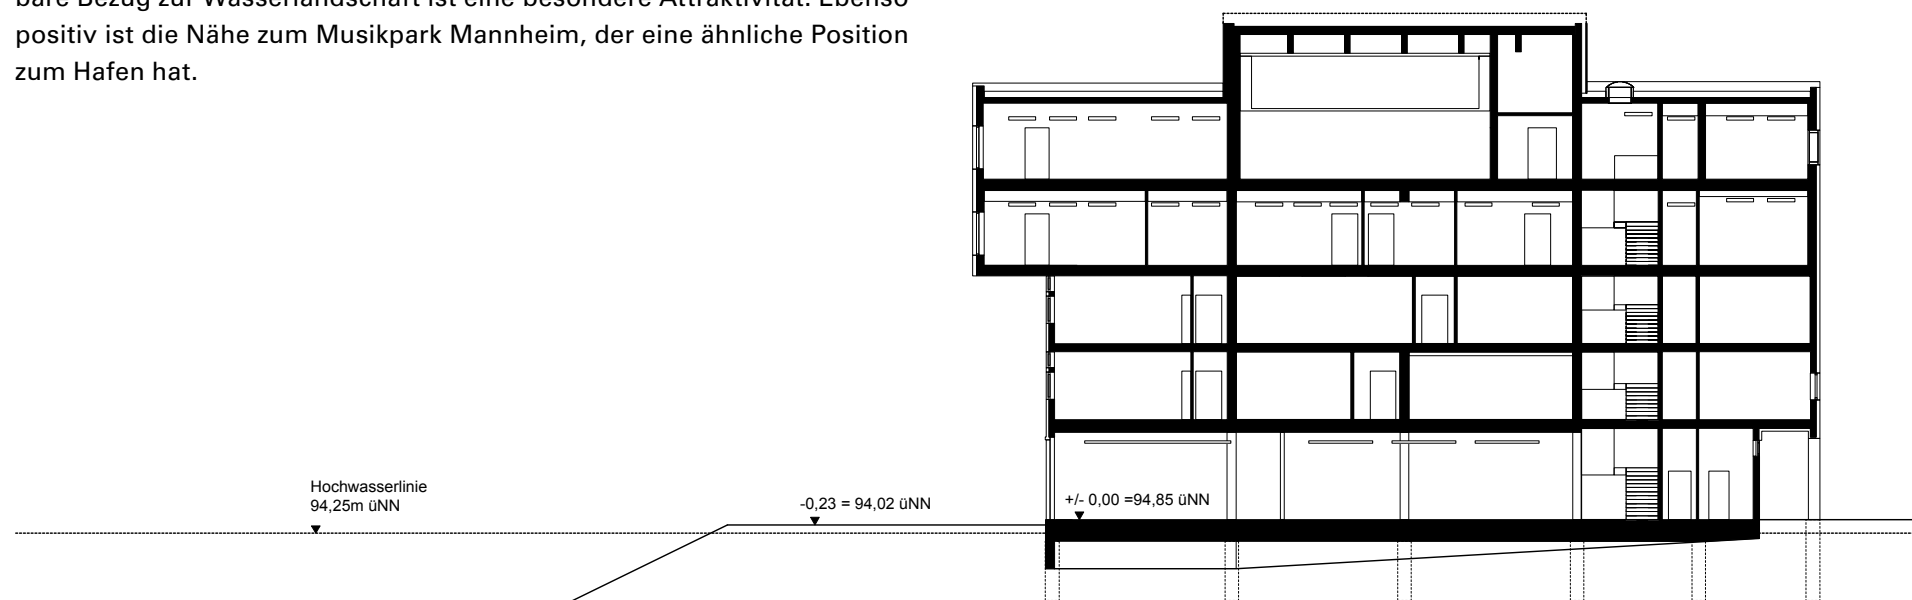 bare Bezug zur Wasserlandschaft ist eine besondere Attraktivität. Ebenso
positiv ist die Nähe zum Musikpark Mannheim, der eine ähnliche Position
zum Hafen hat.
Hochwasserlinie
94,25m üNN
-0,23 = 94,02 üNN
+/- 0,00 =94,85 üNN